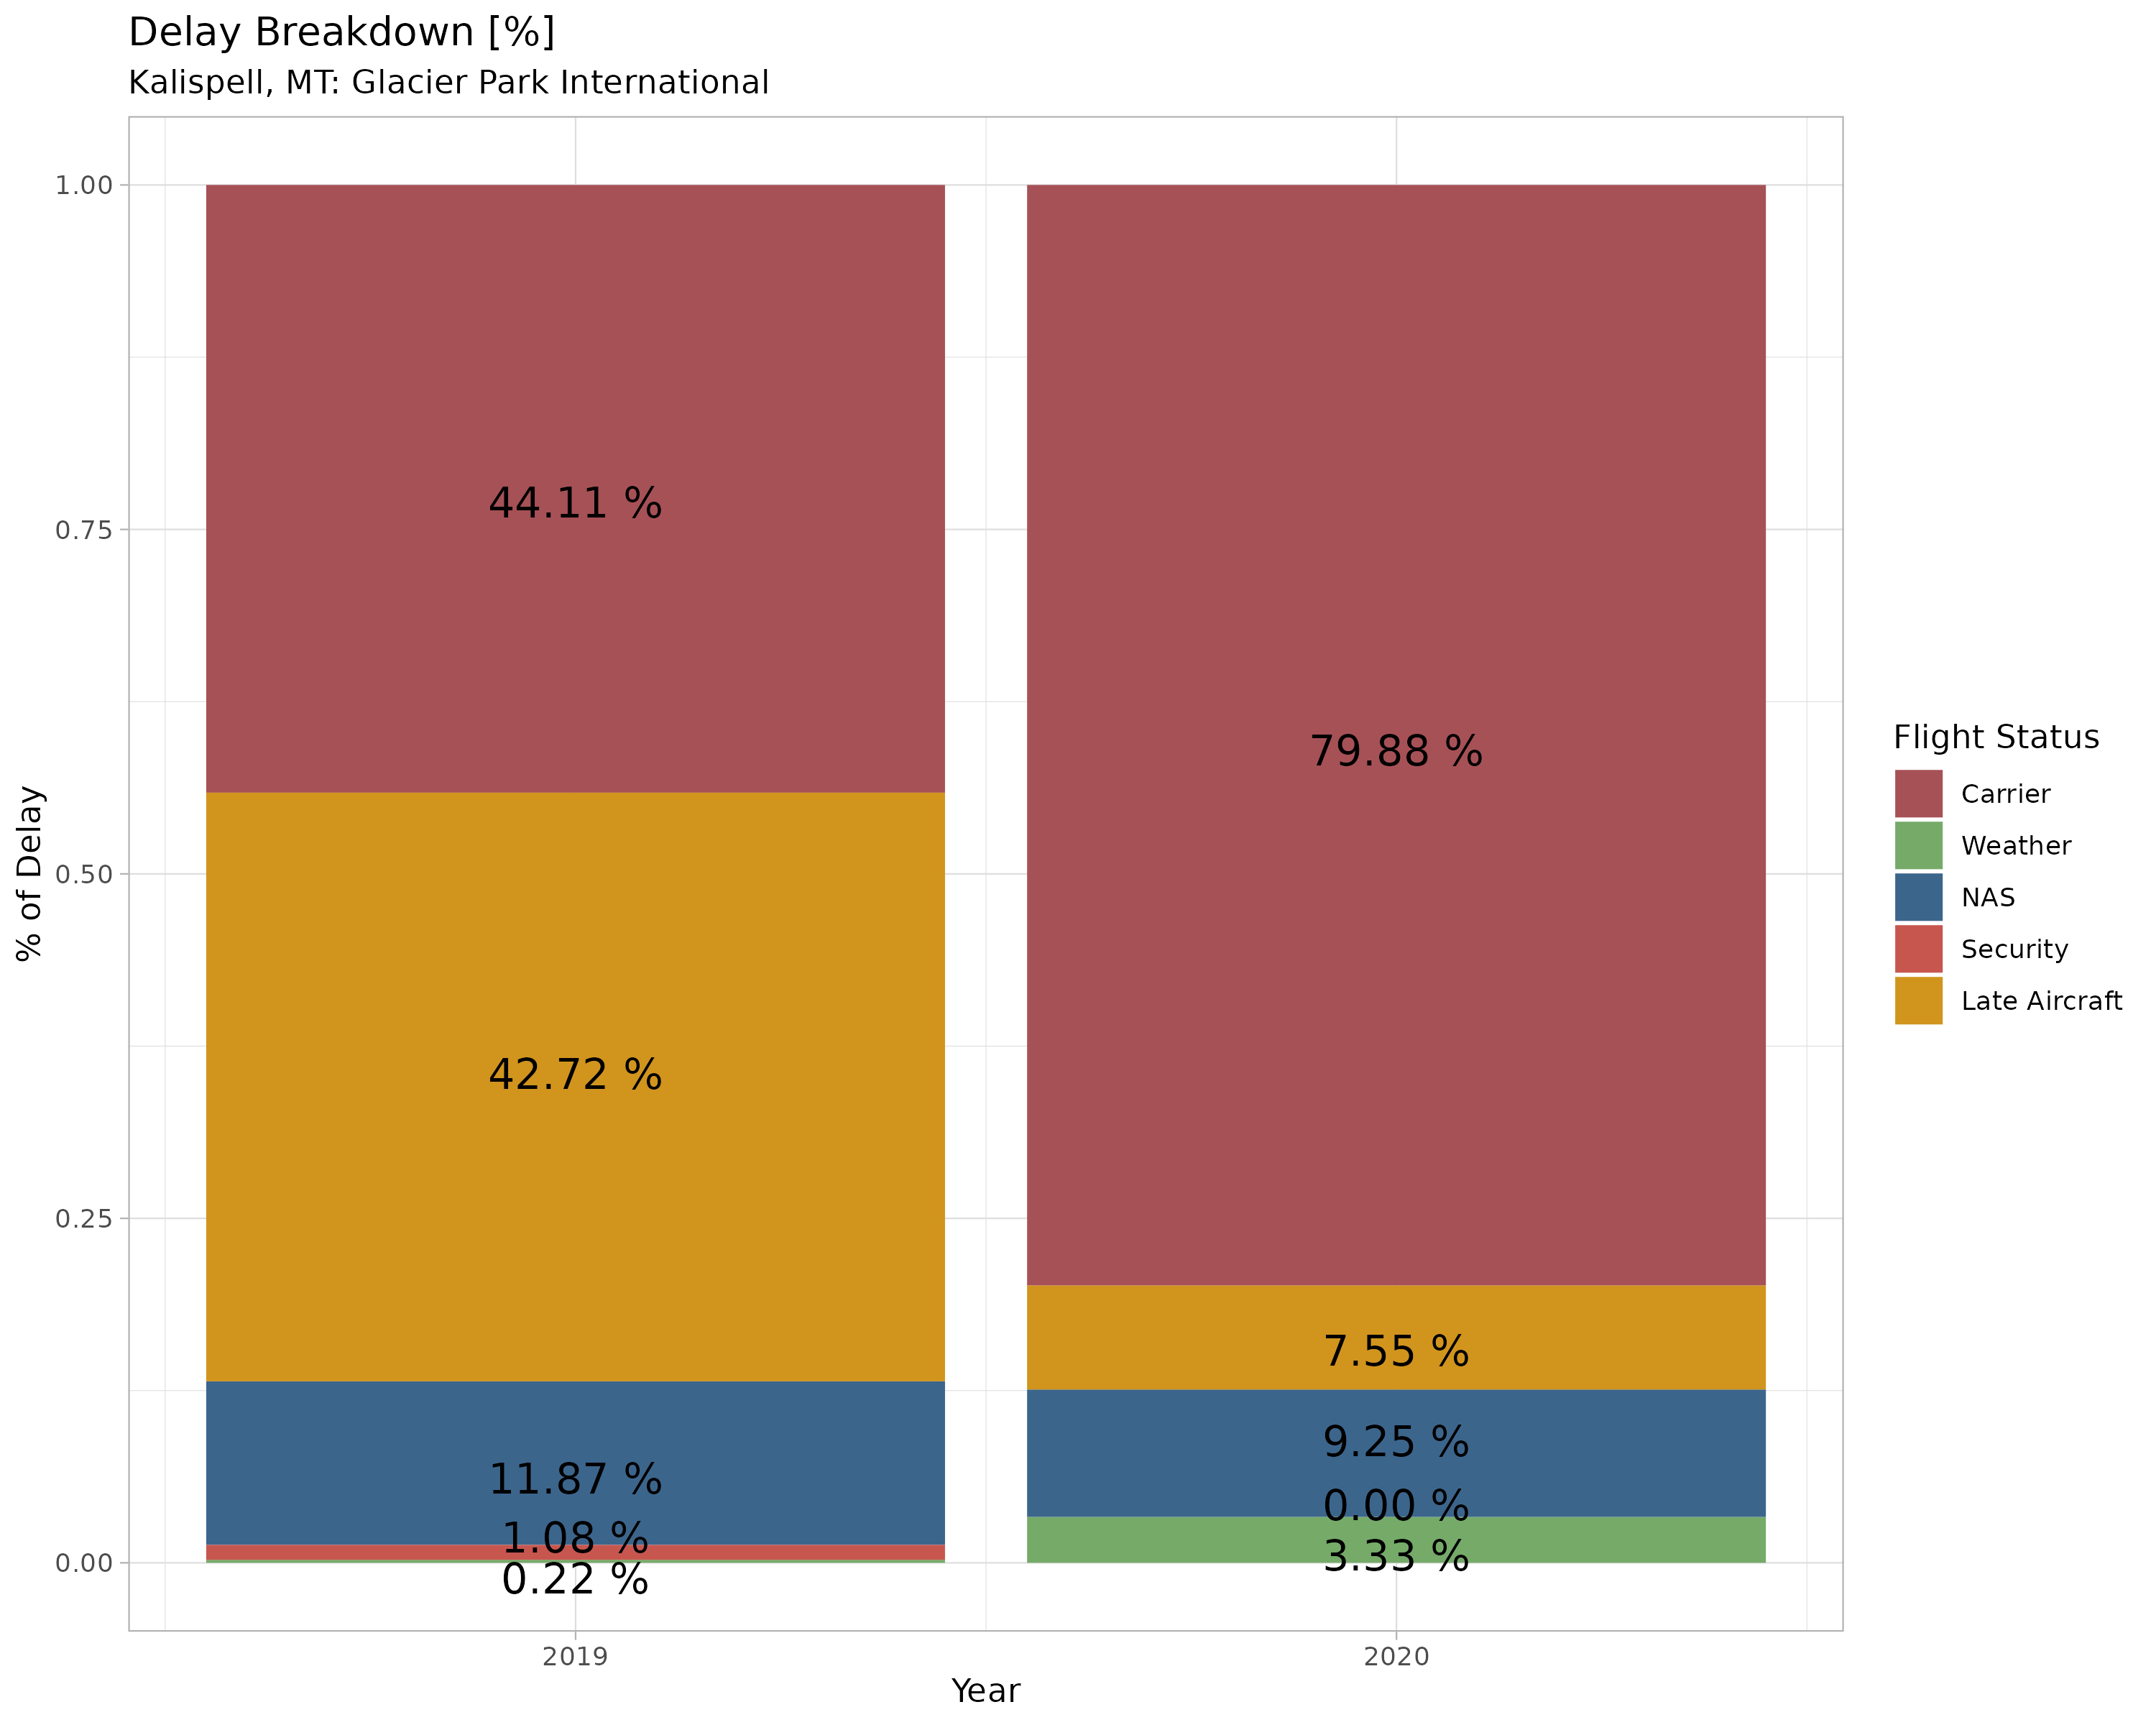 Delay Breakdown [%]
Kalispell, MT: Glacier Park International
% of Delay
1.00
0.75
0.50
0.25
0.00
44.11 %
42.72 %
11.87 %
1.08 %
0.22 %
79.88 %
7.55 %
9.25 %
0.00 %
3.33 %
2019
2020
Year
Flight Status
Carrier
Weather
NAS
Security
Late Aircraft